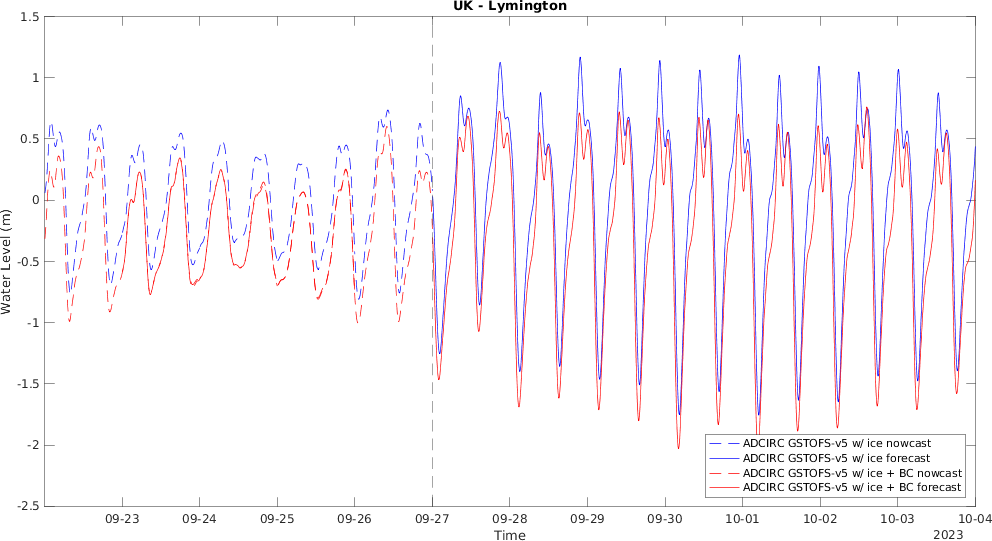 UK - Lymington
1.5
1
0.5
0
-0.5
-1
-1.5
-2
-2.5
Water Level (m)
ADCIRC GSTOFS-v5 w/ ice nowcast
ADCIRC GSTOFS-v5 w/ ice forecast
ADCIRC GSTOFS-v5 w/ ice + BC nowcast
ADCIRC GSTOFS-v5 w/ ice + BC forecast
09-23 09-24 09-25 09-26 09-27 09-28 09-29 09-30 10-01 10-02 10-03 10-04
Time
2023